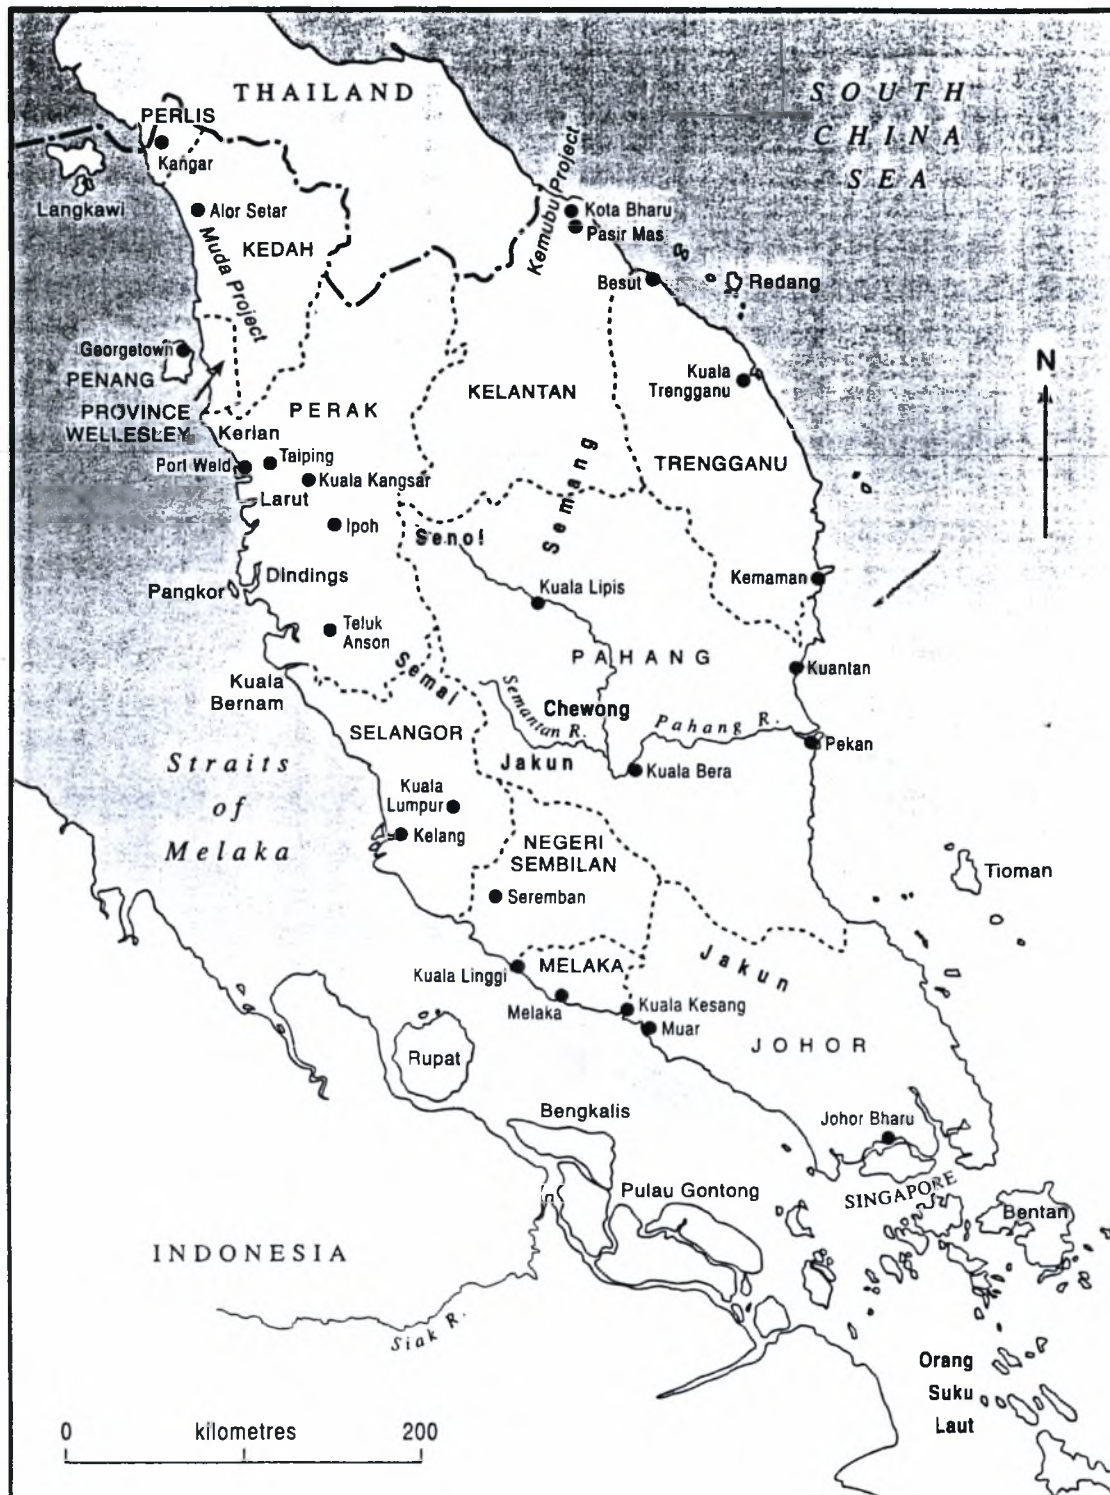 THAILAND
SOUTH
CHINA
SEA
PERLIS
Kangar
Langkawi
Alor Setar
KEDAH
Muda Project
Kemubu Project
Kota Bharu
Pasir Mas
Besut
Redang
Georgetown
PENANG
PROVINCE
WELLESLEY
N
Kuala
Trengganu
KELANTAN
PERAK
Kerian
TRENGGANU
Port Weld
Taiping
Kuala Kangsar
Larut
Semang
Ipoh
Senoi
Dindings
Pangkor
Kuala Lipis
Kemaman
Teluk
Anson
Semai
PAHANG
Kuantan
Kuala
Bernam
Semantan R.
Chewong
Pahang R.
SELANGOR
Pekan
Straits
of
Melaka
Jakun
Kuala Bera
Kuala
Lumpur
Kelang
NEGERI
SEMBILAN
Seremban
Tioman
Kuala Linggi
MELAKA
Jakun
Melaka
Kuala Kesang
Muar
JOHOR
Rupat
Bengkalis
Johor Bharu
SINGAPORE
Pulau Gontong
Bentan
INDONESIA
Siak R.
Orang
Suku
Laut
0 kilometres 200